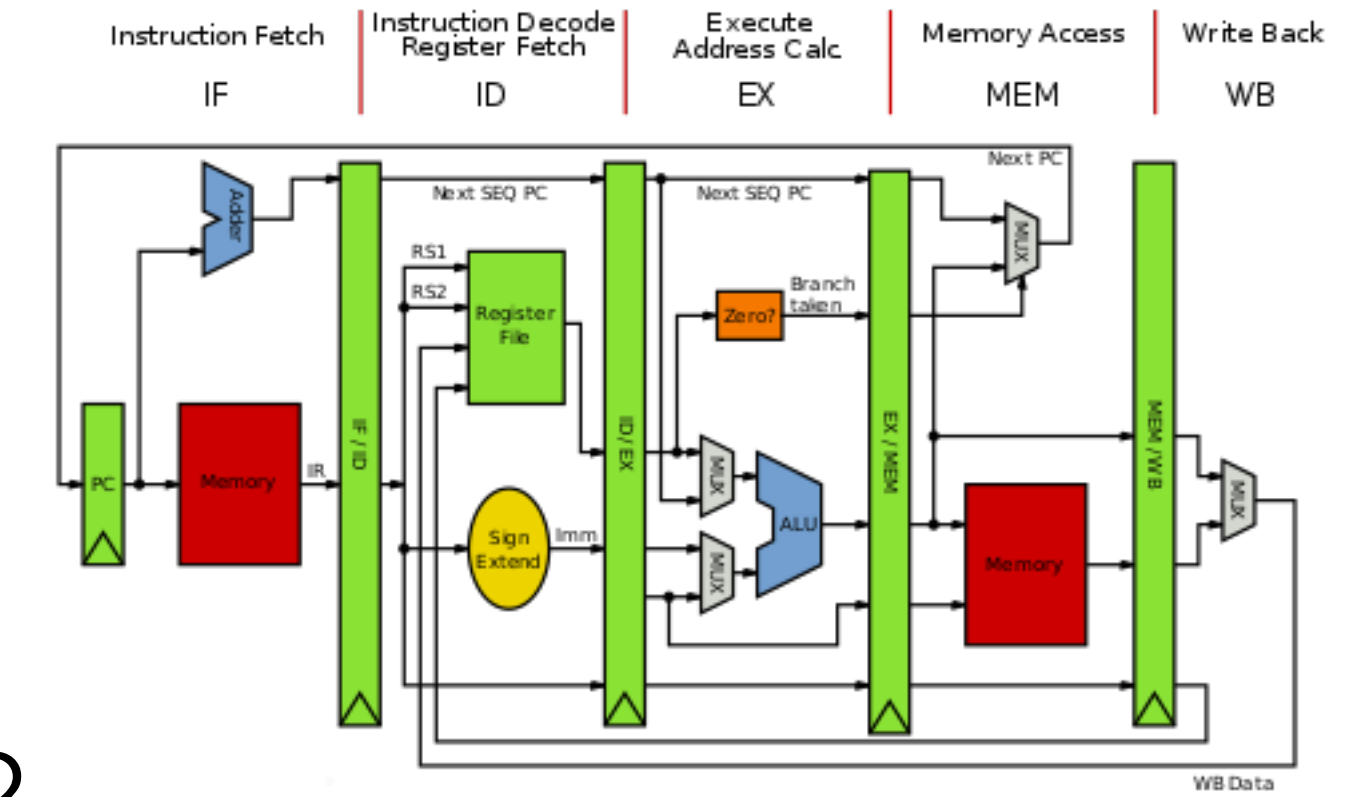 Instruction Fetch
Instruction Decode
Register Fetch
Execute
Address Calc
Memory Access
Write Back
IF
ID
EX
MEM
WB
Next PC
Adder
Next SEQ PC
Next SEQ PC
MUX
RS1
RS2
Register
File
Zero?
Branch
taken
IF / ID
ID/ EX
EX / MEM
MEM /WB
PC
Memory
IR
Sign
Extend
Imm
MUX
MUX
ALU
Memory
MUX
WB Data